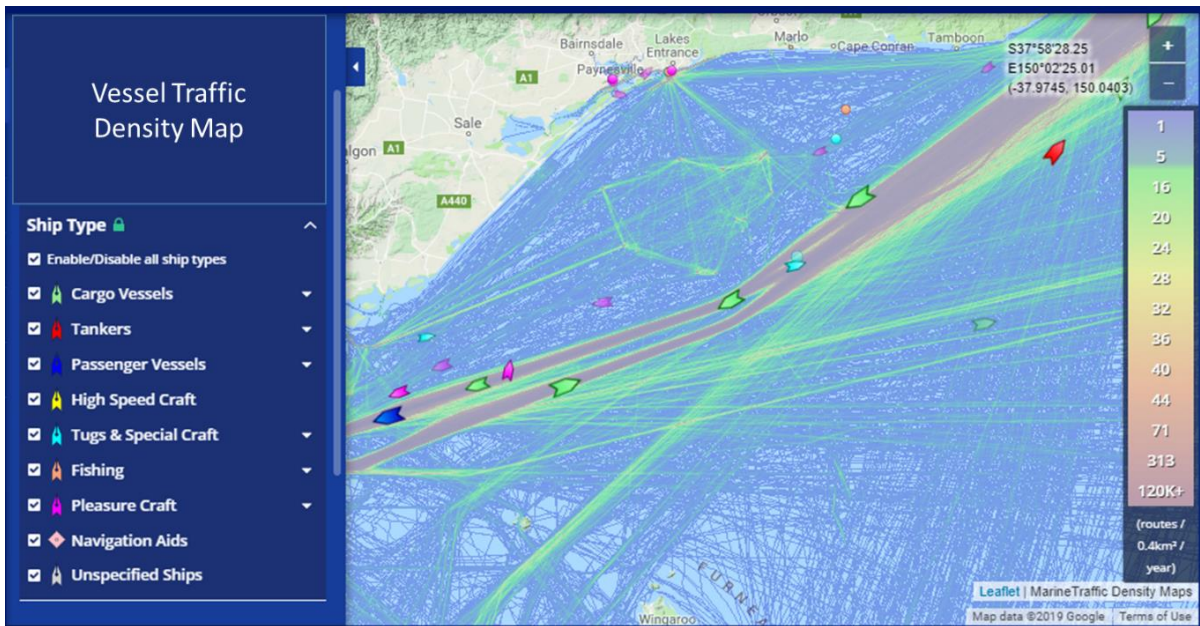 Vessel Traffic
Density Map
Ship Type
Enable/Disable all ship types
Cargo Vessels
Tankers
Passenger Vessels
High Speed Craft
Tugs & Special Craft
Fishing
Pleasure Craft
Navigation Aids
Unspecified Ships
Bairnsdale
Lakes
Entrance
Marlo
Cape Conran
Tamboon
Paynesville
A1
Sale
algon
A1
A440
S37°58'28.25
E150°02'25.01
(-37.9745, 150.0403)
+
−
1
5
16
20
24
28
32
36
40
44
71
313
120K+
(routes /
0.4km² /
year)
FURNE
Wingaroo
Leaflet | MarineTraffic Density Maps
Map data ©2019 Google
Terms of Use